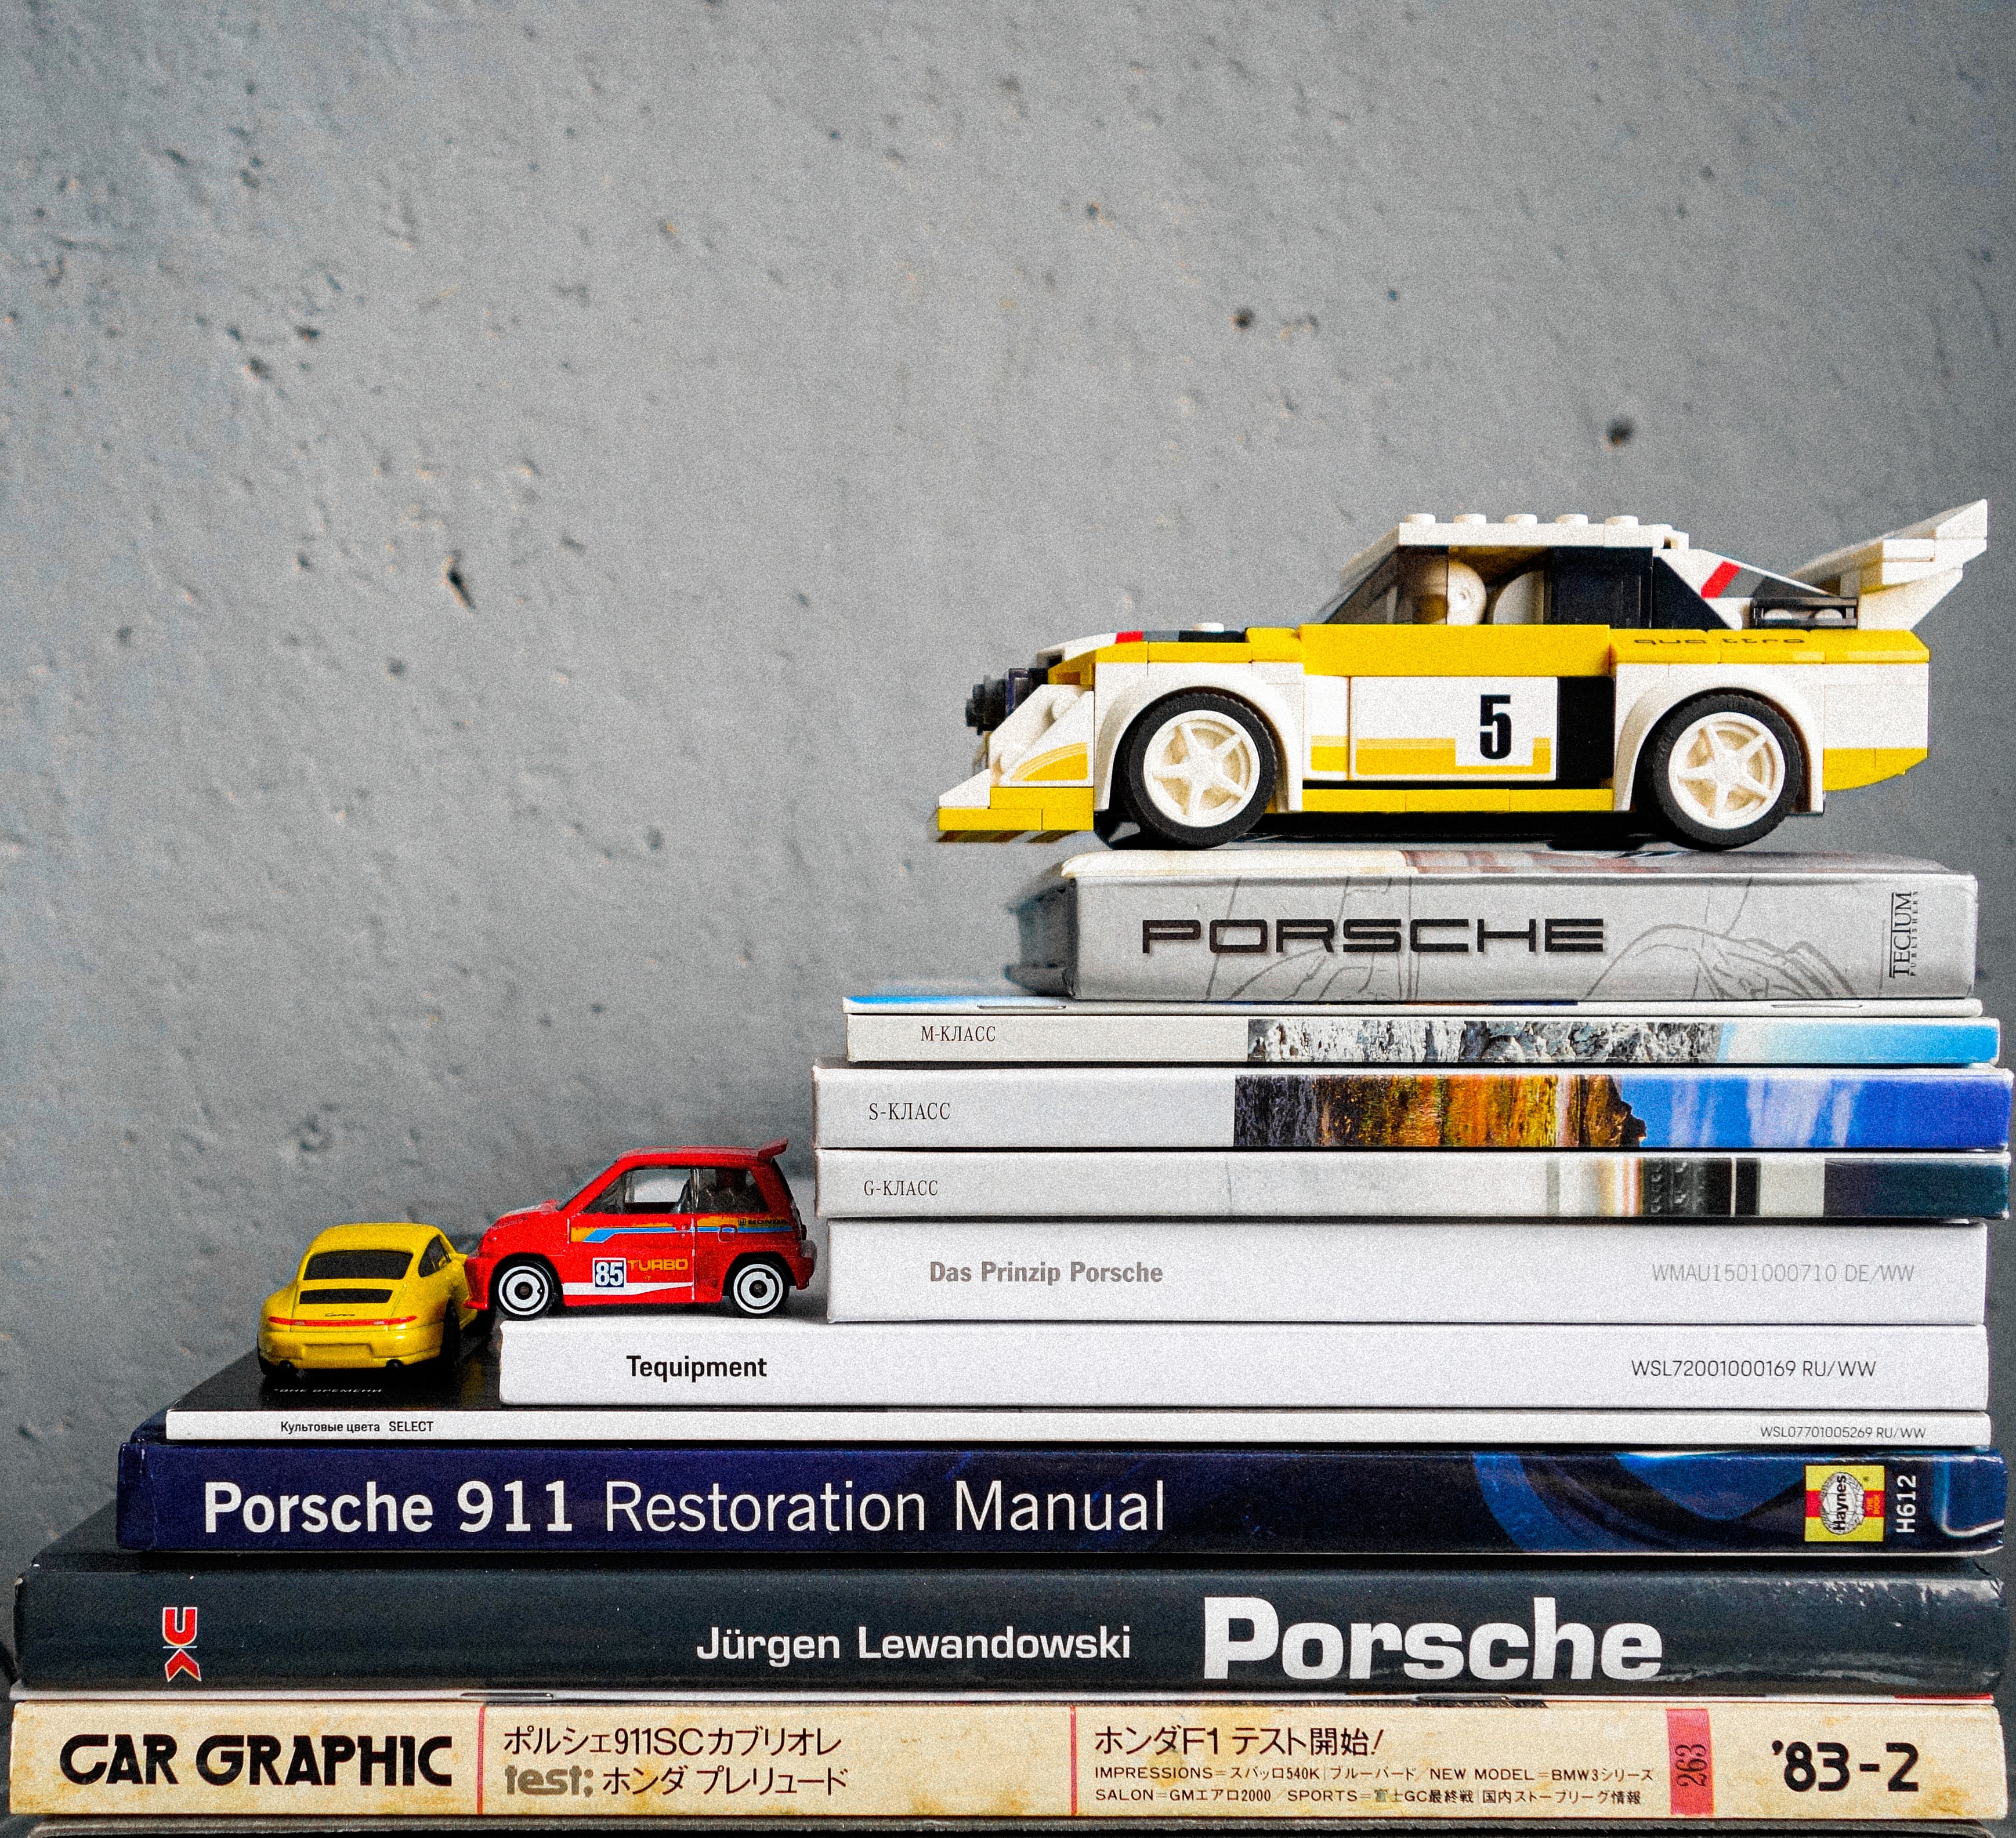 quattro
5
PORSCHE
TECTUM
PUBLISHERS
M-КЛАСС
S-КЛАСС
G-КЛАСС
HONDA
85 TURBO
Carrera
Das Prinzip Porsche WMAU1501000710 DE/WW
Tequipment WSL72001000169 RU/WW
ВНЕ ВРЕМЕНИ
Культовые цвета SELECT WSL07701005269 RU/WW
Porsche 911 Restoration Manual Haynes H612
DK Jürgen Lewandowski Porsche
CAR GRAPHIC
ポルシェ911SCカブリオレ
test; ホンダ プレリュード
ホンダF1 テスト開始!
IMPRESSIONS=スバッロ540K|ブルーバード/NEW MODEL=BMW3シリーズ
SALON=GMエアロ2000/SPORTS=富士GC最終戦|国内ストーブリーグ情報
263
'83-2